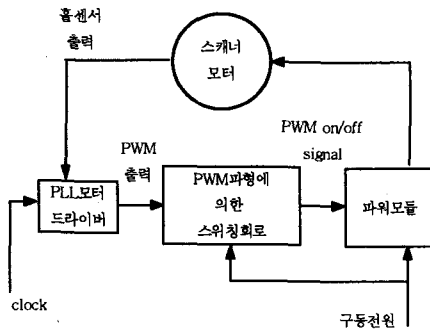 홀센서
출력
스캐너
모터
PWM on/off
signal
PWM
출력
PLL모터
드라이버
PWM파형에
의한
스위칭회로
파워모듈
clock
구동전원